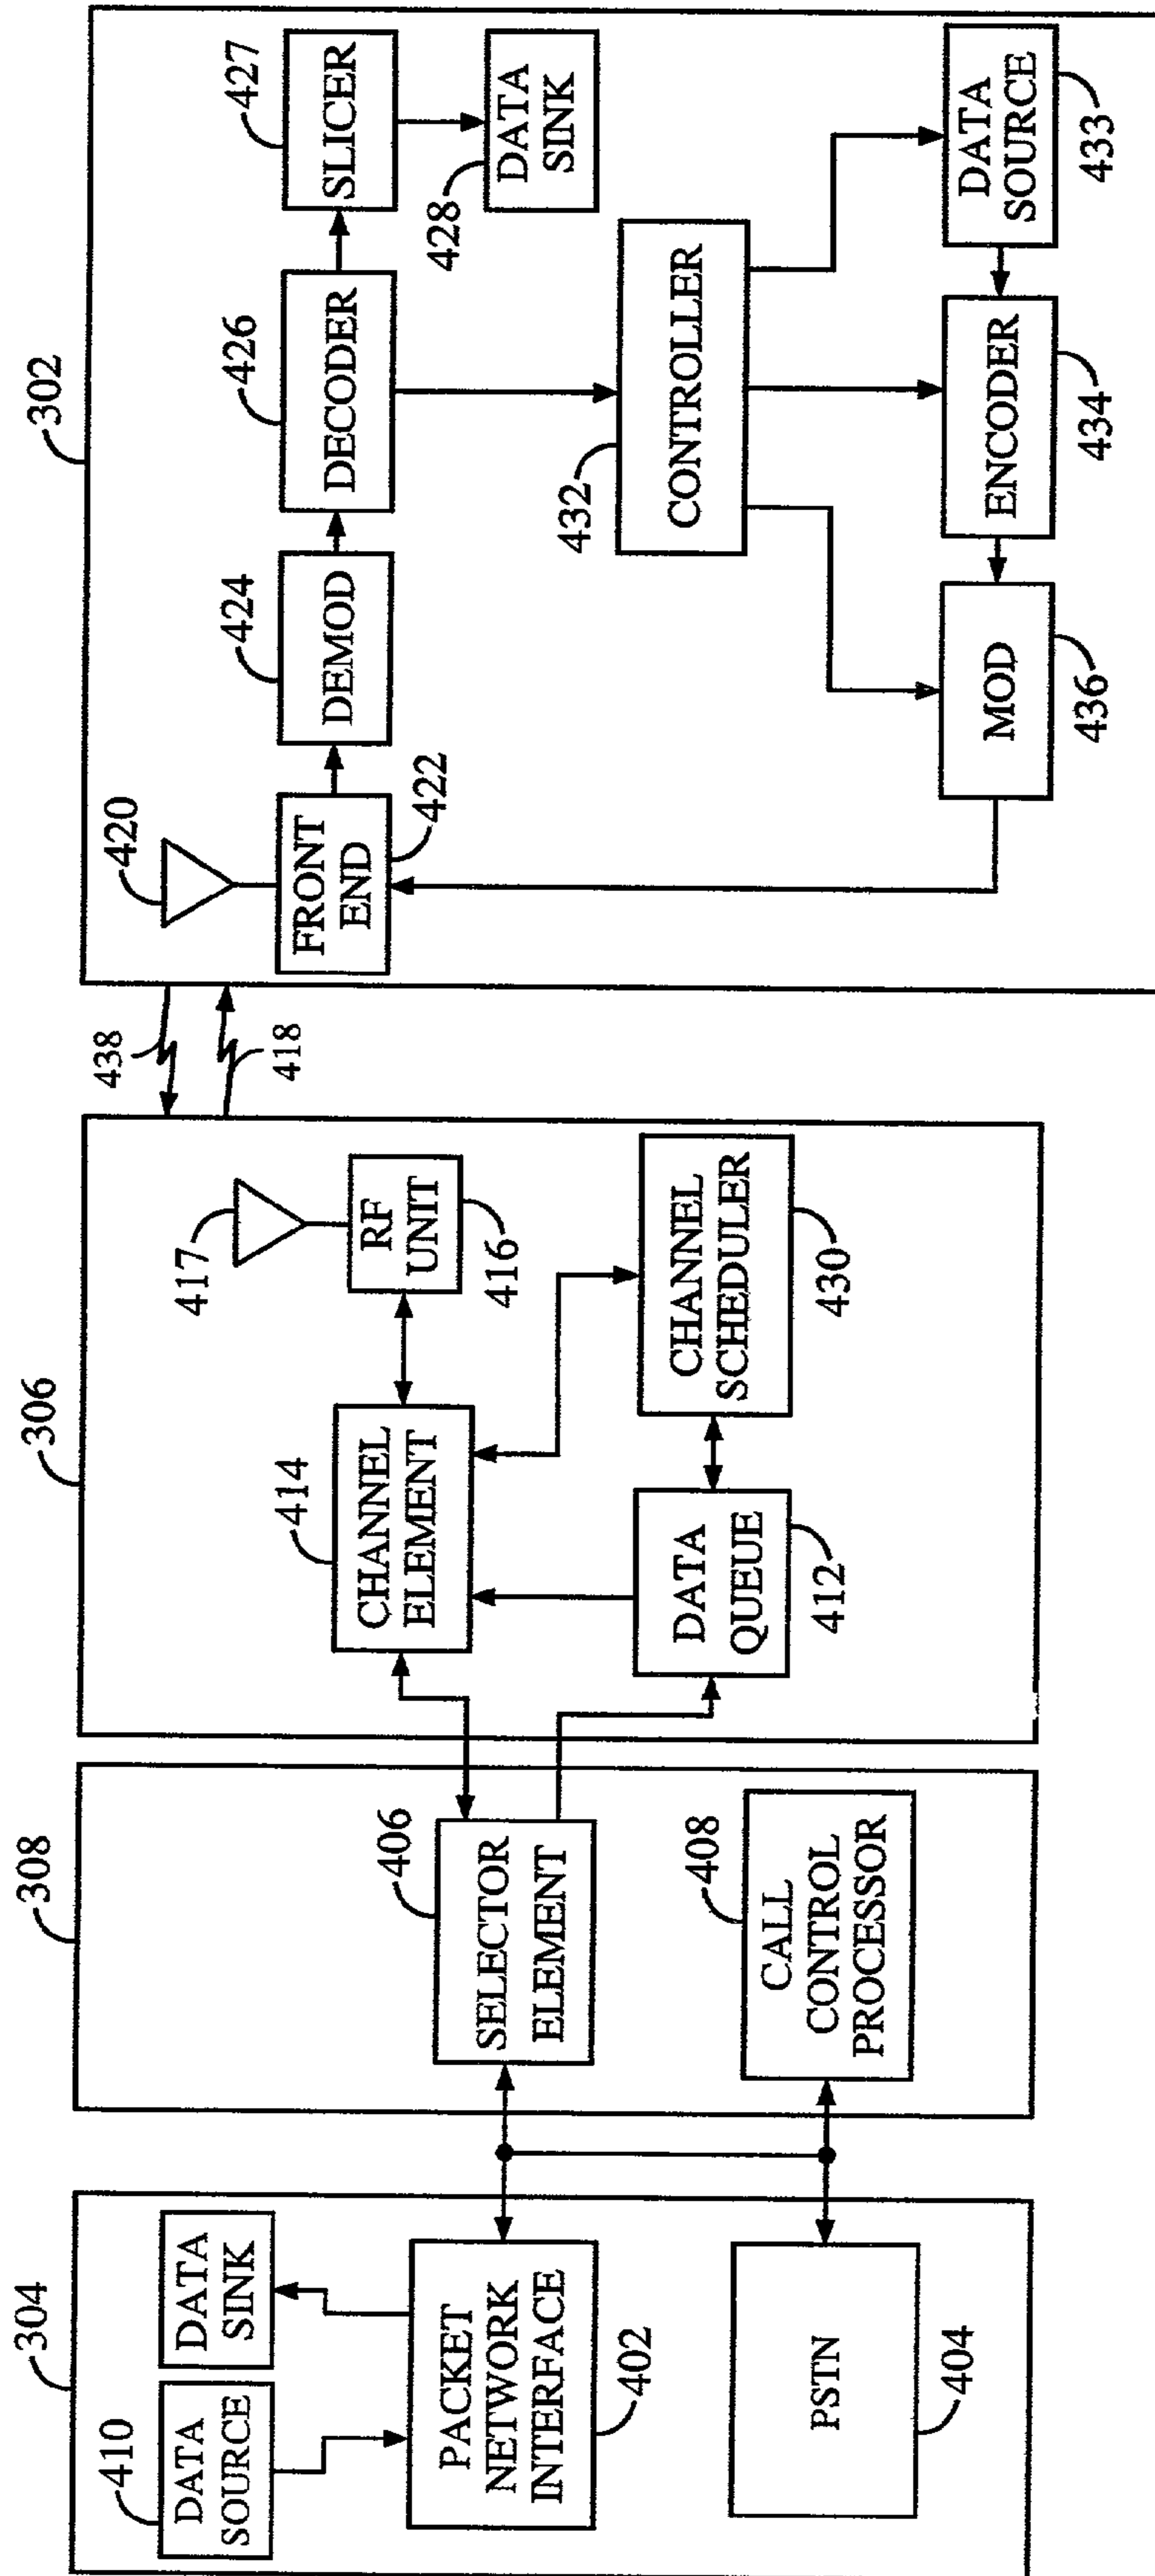 304
410
DATA
SOURCE
DATA
SINK
PACKET
NETWORK
INTERFACE
402
PSTN
404
308
406
SELECTOR
ELEMENT
408
CALL
CONTROL
PROCESSOR
306
414
CHANNEL
ELEMENT
417
RF
UNIT
416
DATA
QUEUE
412
CHANNEL
SCHEDULER
430
438
418
302
420
FRONT
END
422
424
DEMOD
426
DECODER
427
SLICER
428
DATA
SINK
432
CONTROLLER
MOD
436
ENCODER
434
DATA
SOURCE
433